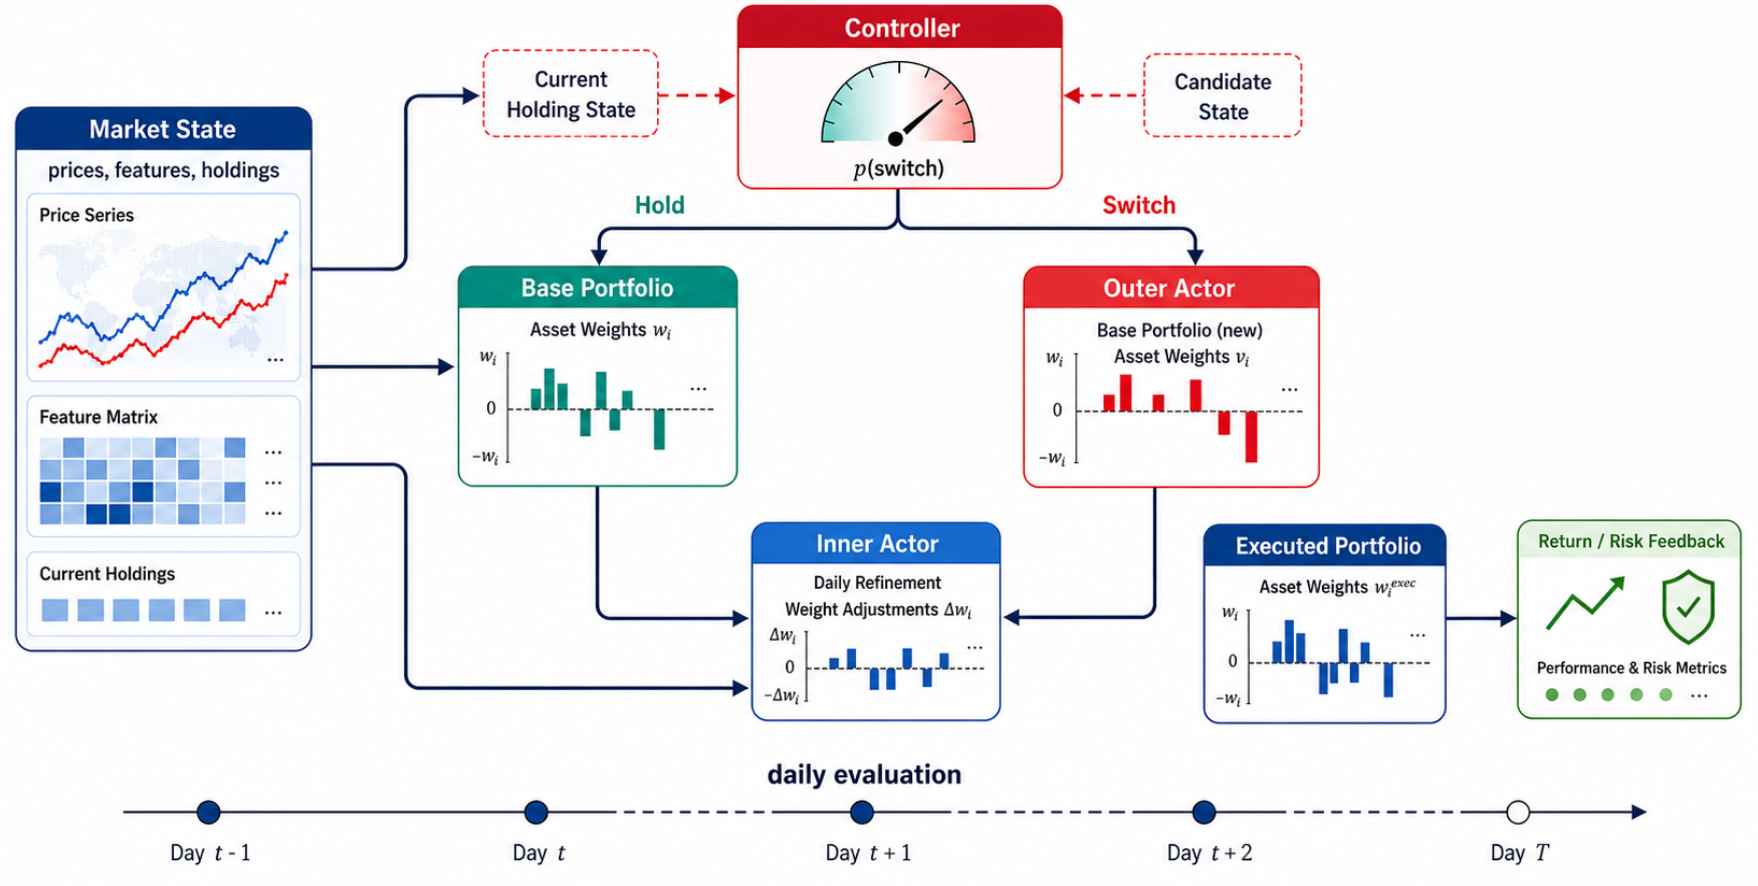 Controller
Current
Holding State
Candidate
State
p(switch)
Market State
prices, features, holdings
Price Series
...
Feature Matrix
...
...
...
Current Holdings
...
Hold
Switch
Base Portfolio
Asset Weights wᵢ
wᵢ
...
0
−wᵢ
Outer Actor
Base Portfolio (new)
Asset Weights vᵢ
wᵢ
...
0
−wᵢ
Inner Actor
Daily Refinement
Weight Adjustments Δwᵢ
Δwᵢ
...
0
−Δwᵢ
Executed Portfolio
Asset Weights wᵢᵉˣᵉᶜ
wᵢ
...
0
−wᵢ
Return / Risk Feedback
Performance & Risk Metrics
...
daily evaluation
Day t - 1
Day t
Day t + 1
Day t + 2
Day T